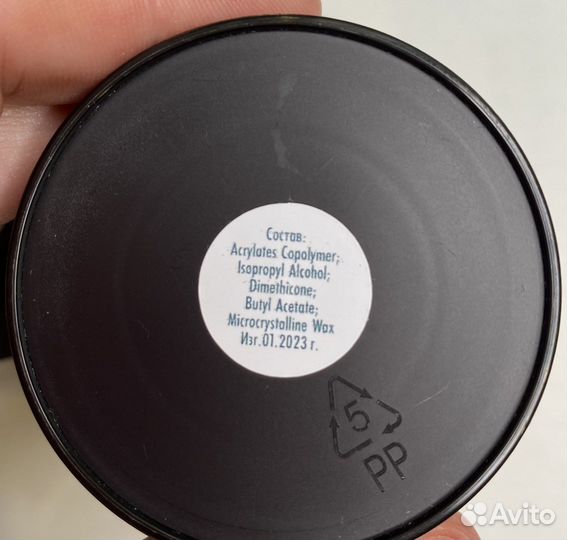 Состав:
Acrylates Copolymer;
Isopropyl Alcohol;
Dimethicone;
Butyl Acetate;
Microcrystalline Wax
Изг.01.2023 г.
5
PP
Avito